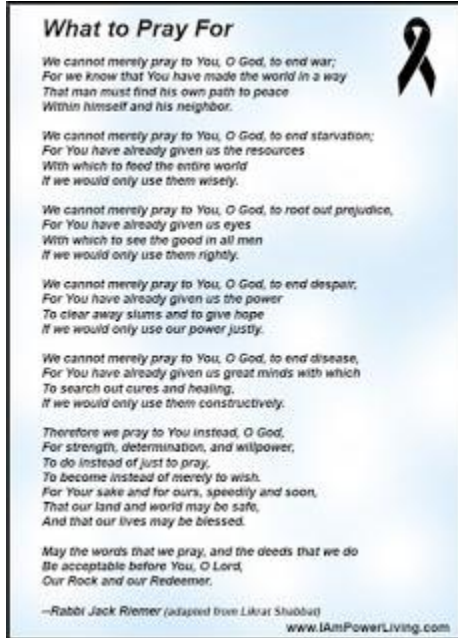 What to Pray For
We cannot merely pray to You, O God, to end war;
For we know that You have made the world in a way
That man must find his own path to peace
Within himself and his neighbor.
We cannot merely pray to You, O God, to end starvation;
For You have already given us the resources
With which to feed the entire world
If we would only use them wisely.
We cannot merely pray to You, O God, to root out prejudice,
For You have already given us eyes
With which to see the good in all men
If we would only use them rightly.
We cannot merely pray to You, O God, to end despair,
For You have already given us the power
To clear away slums and to give hope
If we would only use our power justly.
We cannot merely pray to You, O God, to end disease,
For You have already given us great minds with which
To search out cures and healing,
If we would only use them constructively.
Therefore we pray to You instead, O God,
For strength, determination, and willpower,
To do instead of just to pray,
To become instead of merely to wish.
For Your sake and for ours, speedily and soon,
That our land and world may be safe,
And that our lives may be blessed.
May the words that we pray, and the deeds that we do
Be acceptable before You, O Lord,
Our Rock and our Redeemer.
--Rabbi Jack Riemer (adapted from Likrat Shabbat)
www.IAmPowerLiving.com